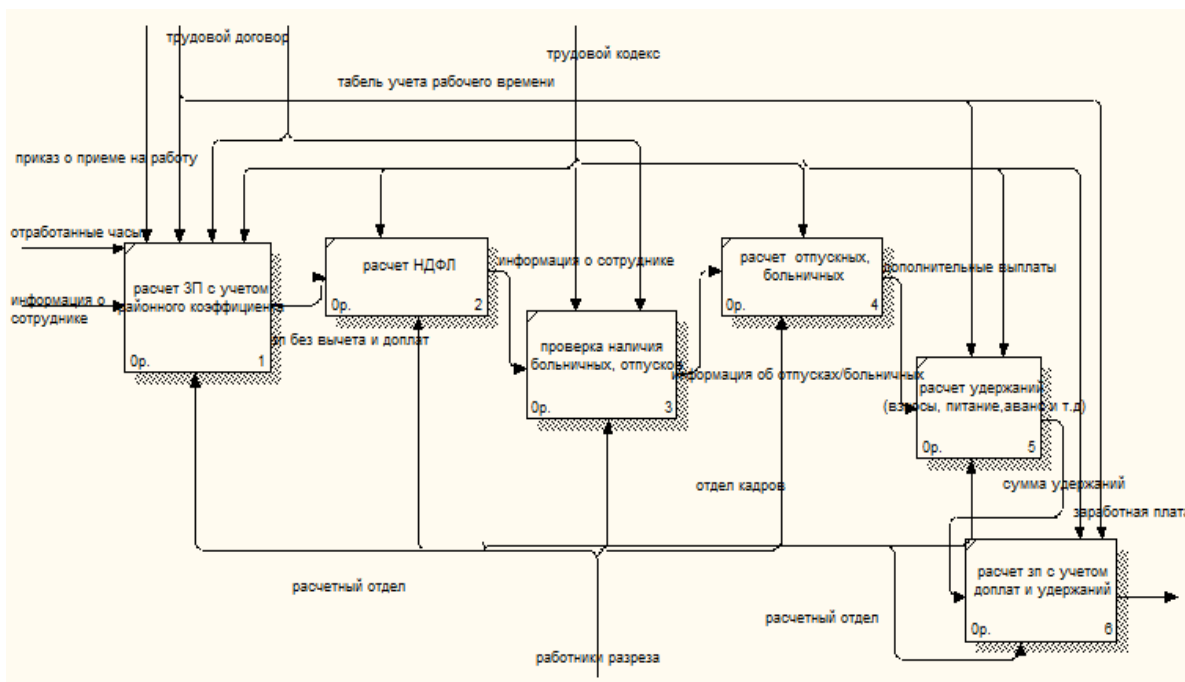 трудовой договор
трудовой кодекс
табель учета рабочего времени
приказ о приеме на работу
отработанные часы
информация о
сотруднике
расчет ЗП с учетом
районного коэффициента
0р. 1
зп без вычета и доплат
расчет НДФЛ
0р. 2
информация о сотруднике
проверка наличия
больничных, отпусков
0р. 3
информация об отпусках/больничных
расчет отпускных,
больничных
0р. 4
дополнительные выплаты
расчет удержаний
(взносы, питание,аванс и т.д)
0р. 5
сумма удержаний
отдел кадров
заработная плата
расчет зп с учетом
доплат и удержаний
0р. 6
расчетный отдел
расчетный отдел
работники разреза